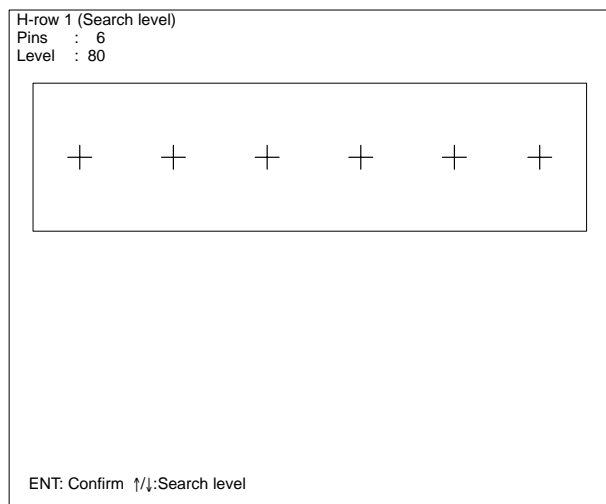 H-row 1 (Search level)
Pins : 6
Level : 80
ENT: Confirm ↑/↓:Search level